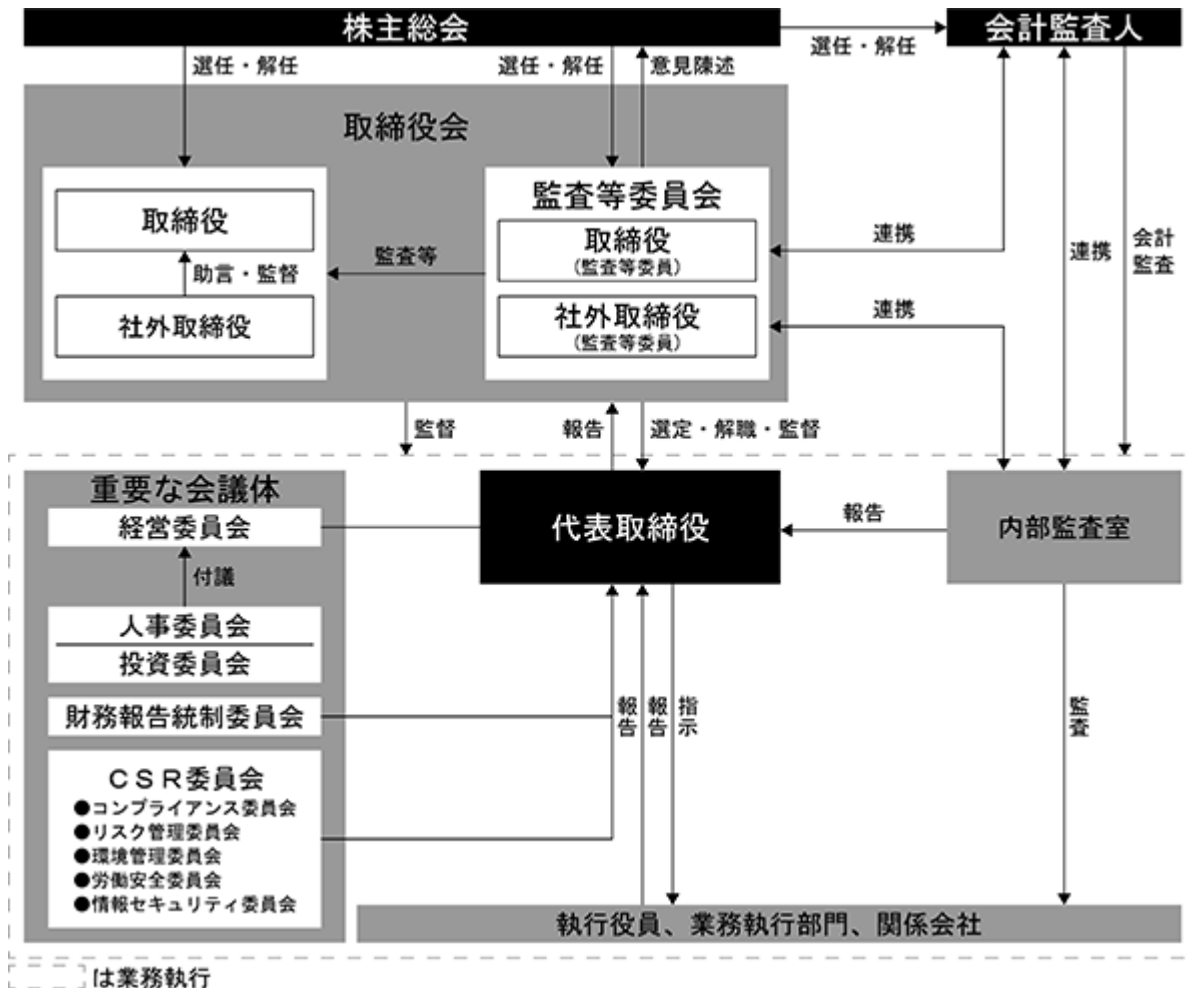 株主総会
選任・解任
会計監査人
選任・解任
選任・解任
意見陳述
取締役会
取締役
助言・監督
社外取締役
監査等
監査等委員会
取締役
(監査等委員)
社外取締役
(監査等委員)
連携
連携
連携
会計
監査
監督
報告
選定・解職・監督
重要な会議体
経営委員会
付議
人事委員会
投資委員会
財務報告統制委員会
CSR委員会
●コンプライアンス委員会
●リスク管理委員会
●環境管理委員会
●労働安全委員会
●情報セキュリティ委員会
代表取締役
報告
内部監査室
報告
報告
指示
監査
執行役員、業務執行部門、関係会社
は業務執行